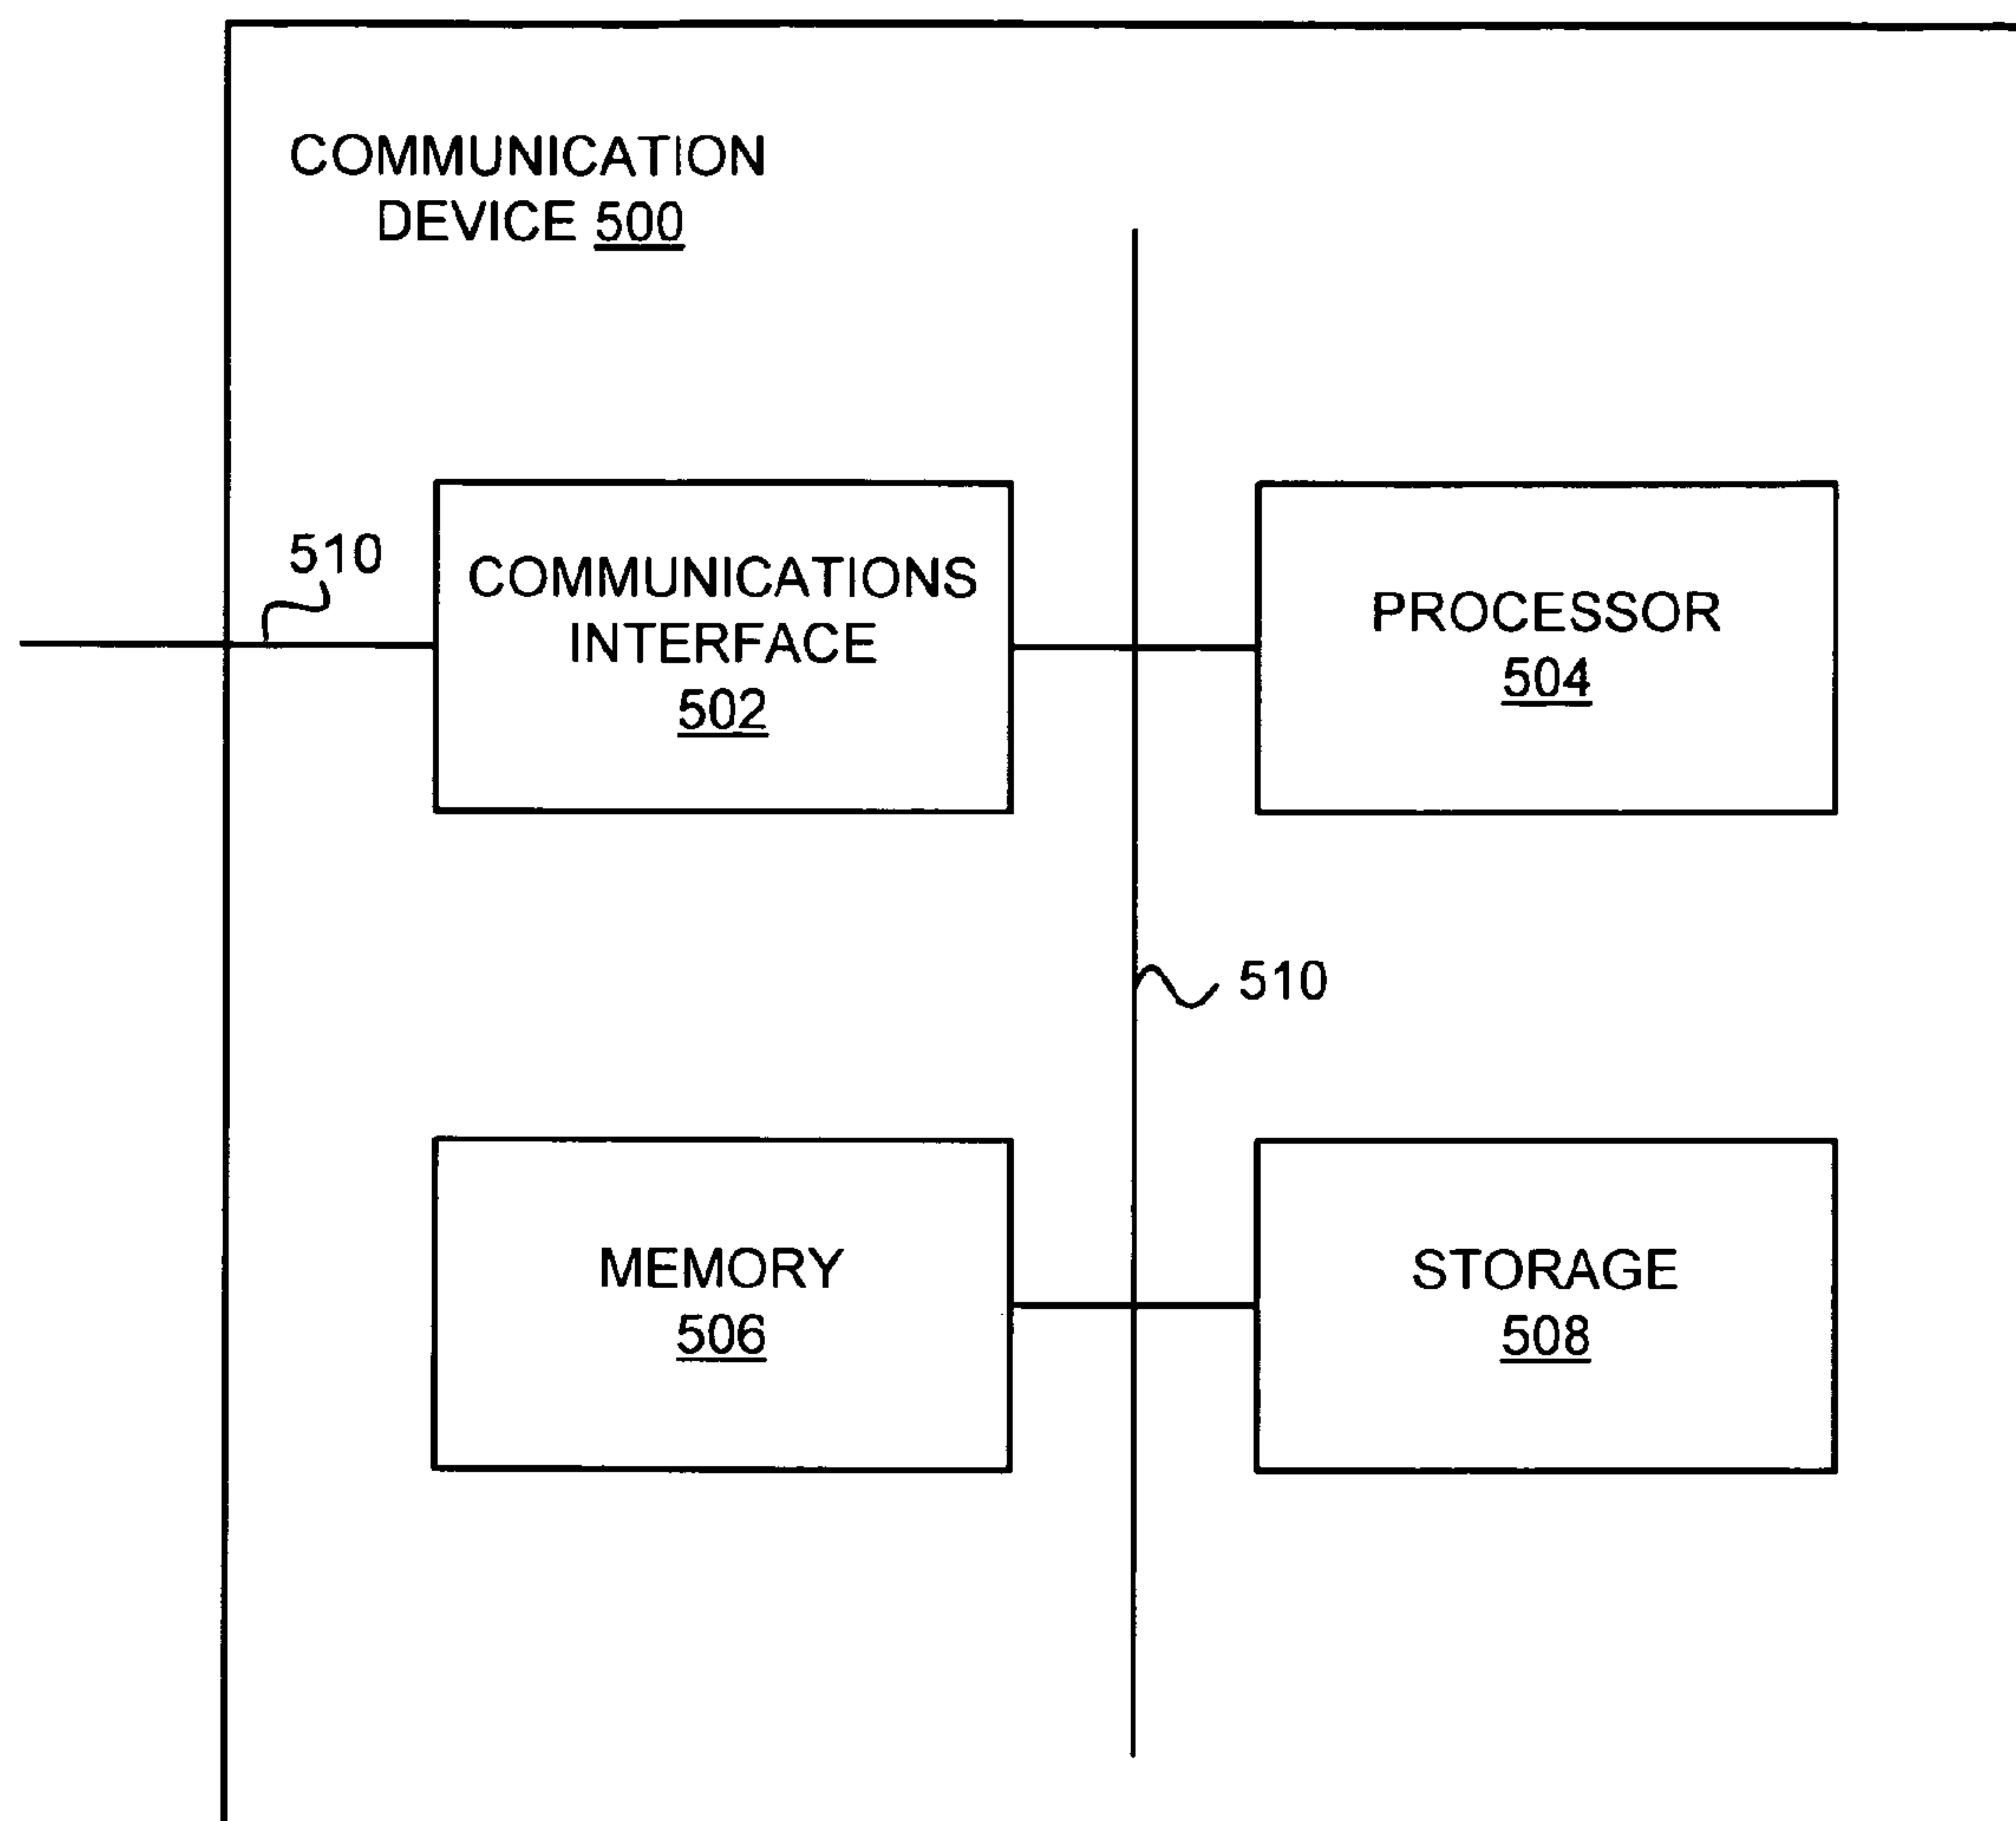 COMMUNICATION
DEVICE 500
510
COMMUNICATIONS
INTERFACE
502
PROCESSOR
504
510
MEMORY
506
STORAGE
508